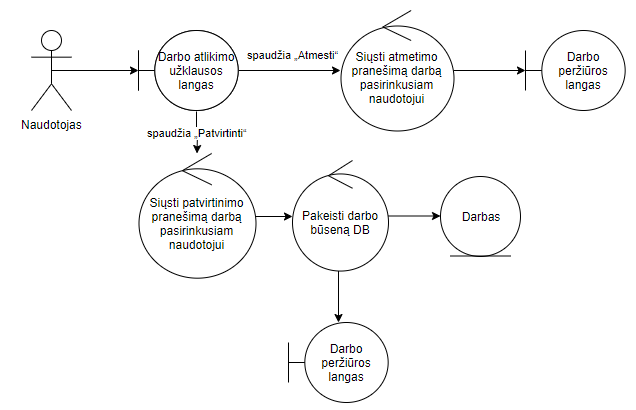 Naudotojas
Darbo atlikimo
užklausos
langas
spaudžia „Atmesti“
Siųsti atmetimo
pranešimą darbą
pasirinkusiam
naudotojui
Darbo
peržiūros
langas
spaudžia „Patvirtinti“
Siųsti patvirtinimo
pranešimą darbą
pasirinkusiam
naudotojui
Pakeisti darbo
būseną DB
Darbas
Darbo
peržiūros
langas